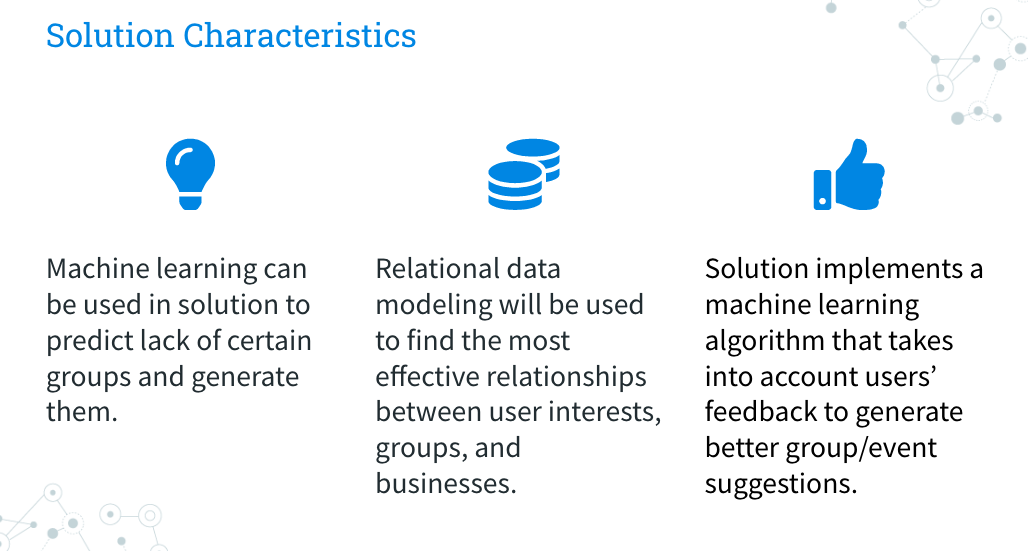 Solution Characteristics
Machine learning can
be used in solution to
predict lack of certain
groups and generate
them.
Relational data
modeling will be used
to find the most
effective relationships
between user interests,
groups, and
businesses.
Solution implements a
machine learning
algorithm that takes
into account users’
feedback to generate
better group/event
suggestions.